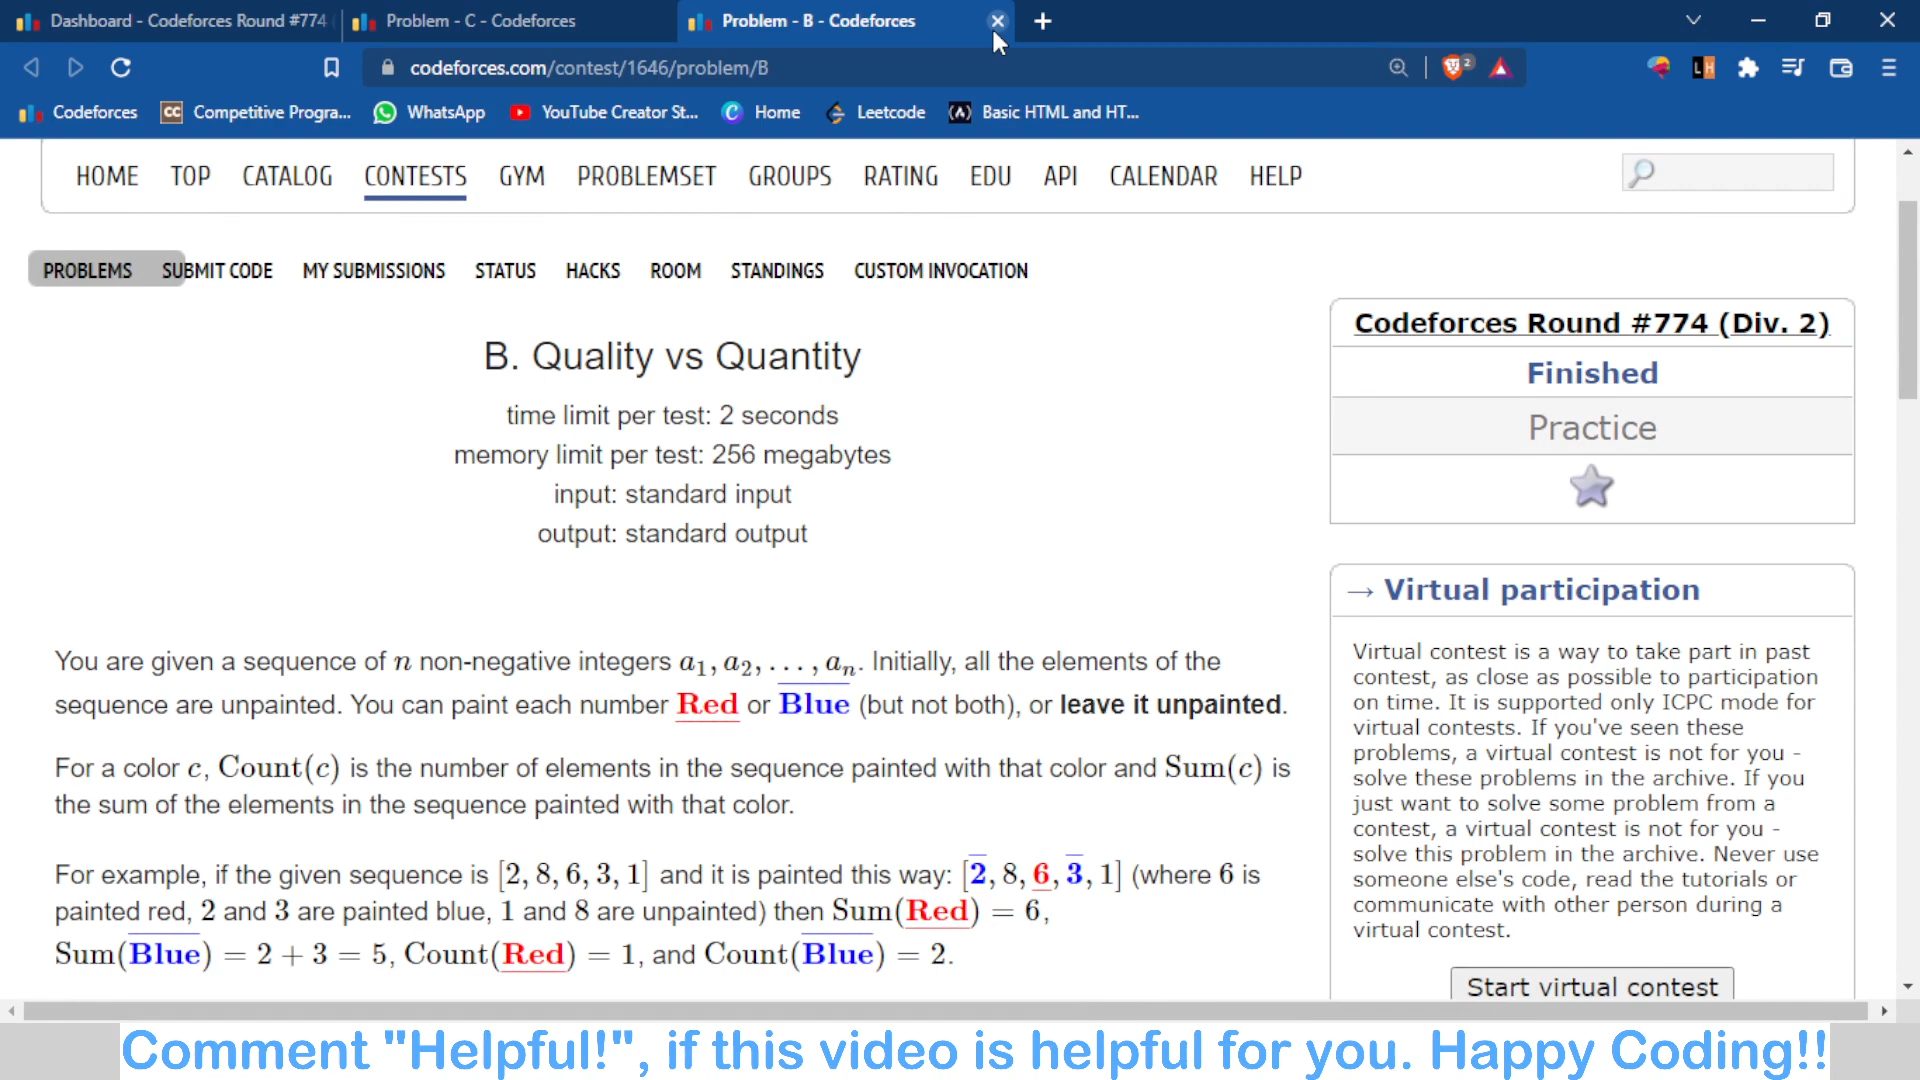 Dashboard - Codeforces Round #774
Problem - C - Codeforces
Problem - B - Codeforces
codeforces.com/contest/1646/problem/B
2
Codeforces
CC
Competitive Progra...
WhatsApp
YouTube Creator St...
C
Home
Leetcode
(A)
Basic HTML and HT...
LH
HOME TOP CATALOG CONTESTS GYM PROBLEMSET GROUPS RATING EDU API CALENDAR HELP
PROBLEMS SUBMIT CODE MY SUBMISSIONS STATUS HACKS ROOM STANDINGS CUSTOM INVOCATION
B. Quality vs Quantity
time limit per test: 2 seconds
memory limit per test: 256 megabytes
input: standard input
output: standard output
You are given a sequence of n non-negative integers a₁, a₂, . . . , aₙ. Initially, all the elements of the
sequence are unpainted. You can paint each number Red or Blue (but not both), or leave it unpainted.
For a color c, Count(c) is the number of elements in the sequence painted with that color and Sum(c) is
the sum of the elements in the sequence painted with that color.
For example, if the given sequence is [2, 8, 6, 3, 1] and it is painted this way: [2, 8, 6, 3, 1] (where 6 is
painted red, 2 and 3 are painted blue, 1 and 8 are unpainted) then Sum(Red) = 6,
Sum(Blue) = 2 + 3 = 5, Count(Red) = 1, and Count(Blue) = 2.
Codeforces Round #774 (Div. 2)
Finished
Practice
→ Virtual participation
Virtual contest is a way to take part in past
contest, as close as possible to participation
on time. It is supported only ICPC mode for
virtual contests. If you've seen these
problems, a virtual contest is not for you -
solve these problems in the archive. If you
just want to solve some problem from a
contest, a virtual contest is not for you -
solve this problem in the archive. Never use
someone else's code, read the tutorials or
communicate with other person during a
virtual contest.
Start virtual contest
Comment "Helpful!", if this video is helpful for you. Happy Coding!!